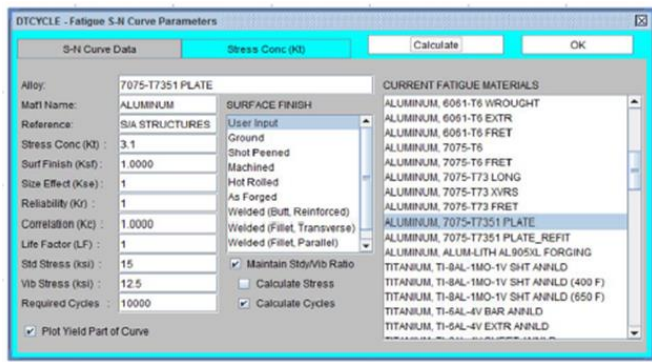 DTCYCLE - Fatigue S-N Curve Parameters
S-N Curve Data
Stress Conc (Kt)
Calculate
OK
Alloy: 7075-T7351 PLATE
Mat'l Name: ALUMINUM
Reference: S/A STRUCTURES
Stress Conc (Kt) : 3.1
Surf Finish (Ksf) : 1.0000
Size Effect (Kse) : 1
Reliability (Kr) : 1
Correlation (Kc) : 1.0000
Life Factor (LF) : 1
Std Stress (ksi) : 15
Vib Stress (ksi) : 12.5
Required Cycles : 10000
Plot Yield Part of Curve
SURFACE FINISH
User Input
Ground
Shot Peened
Machined
Hot Rolled
As Forged
Welded (Butt, Reinforced)
Welded (Fillet, Transverse)
Welded (Fillet, Parallel)
Maintain Stdy/Vib Ratio
Calculate Stress
Calculate Cycles
CURRENT FATIGUE MATERIALS
ALUMINUM, 6061-T6 WROUGHT
ALUMINUM, 6061-T6 EXTR
ALUMINUM, 6061-T6 FRET
ALUMINUM, 7075-T6
ALUMINUM, 7075-T6 FRET
ALUMINUM, 7075-T73 LONG
ALUMINUM, 7075-T73 XVRS
ALUMINUM, 7075-T73 FRET
ALUMINUM, 7075-T7351 PLATE
ALUMINUM, 7075-T7351 PLATE_REFIT
ALUMINUM, ALUM-LITH AL905XL FORGING
TITANIUM, TI-8AL-1MO-1V SHT ANNLD
TITANIUM, TI-8AL-1MO-1V SHT ANNLD (400 F)
TITANIUM, TI-8AL-1MO-1V SHT ANNLD (650 F)
TITANIUM, TI-6AL-4V BAR ANNLD
TITANIUM, TI-6AL-4V EXTR ANNLD